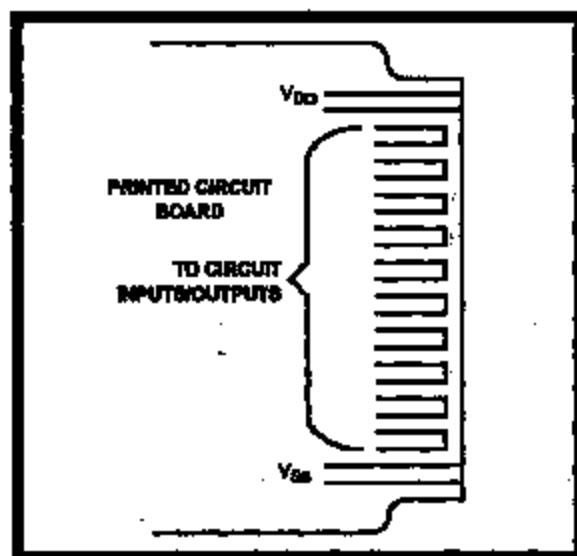 VDD
PRINTED CIRCUIT
BOARD
TO CIRCUIT
INPUTS/OUTPUTS
VSS